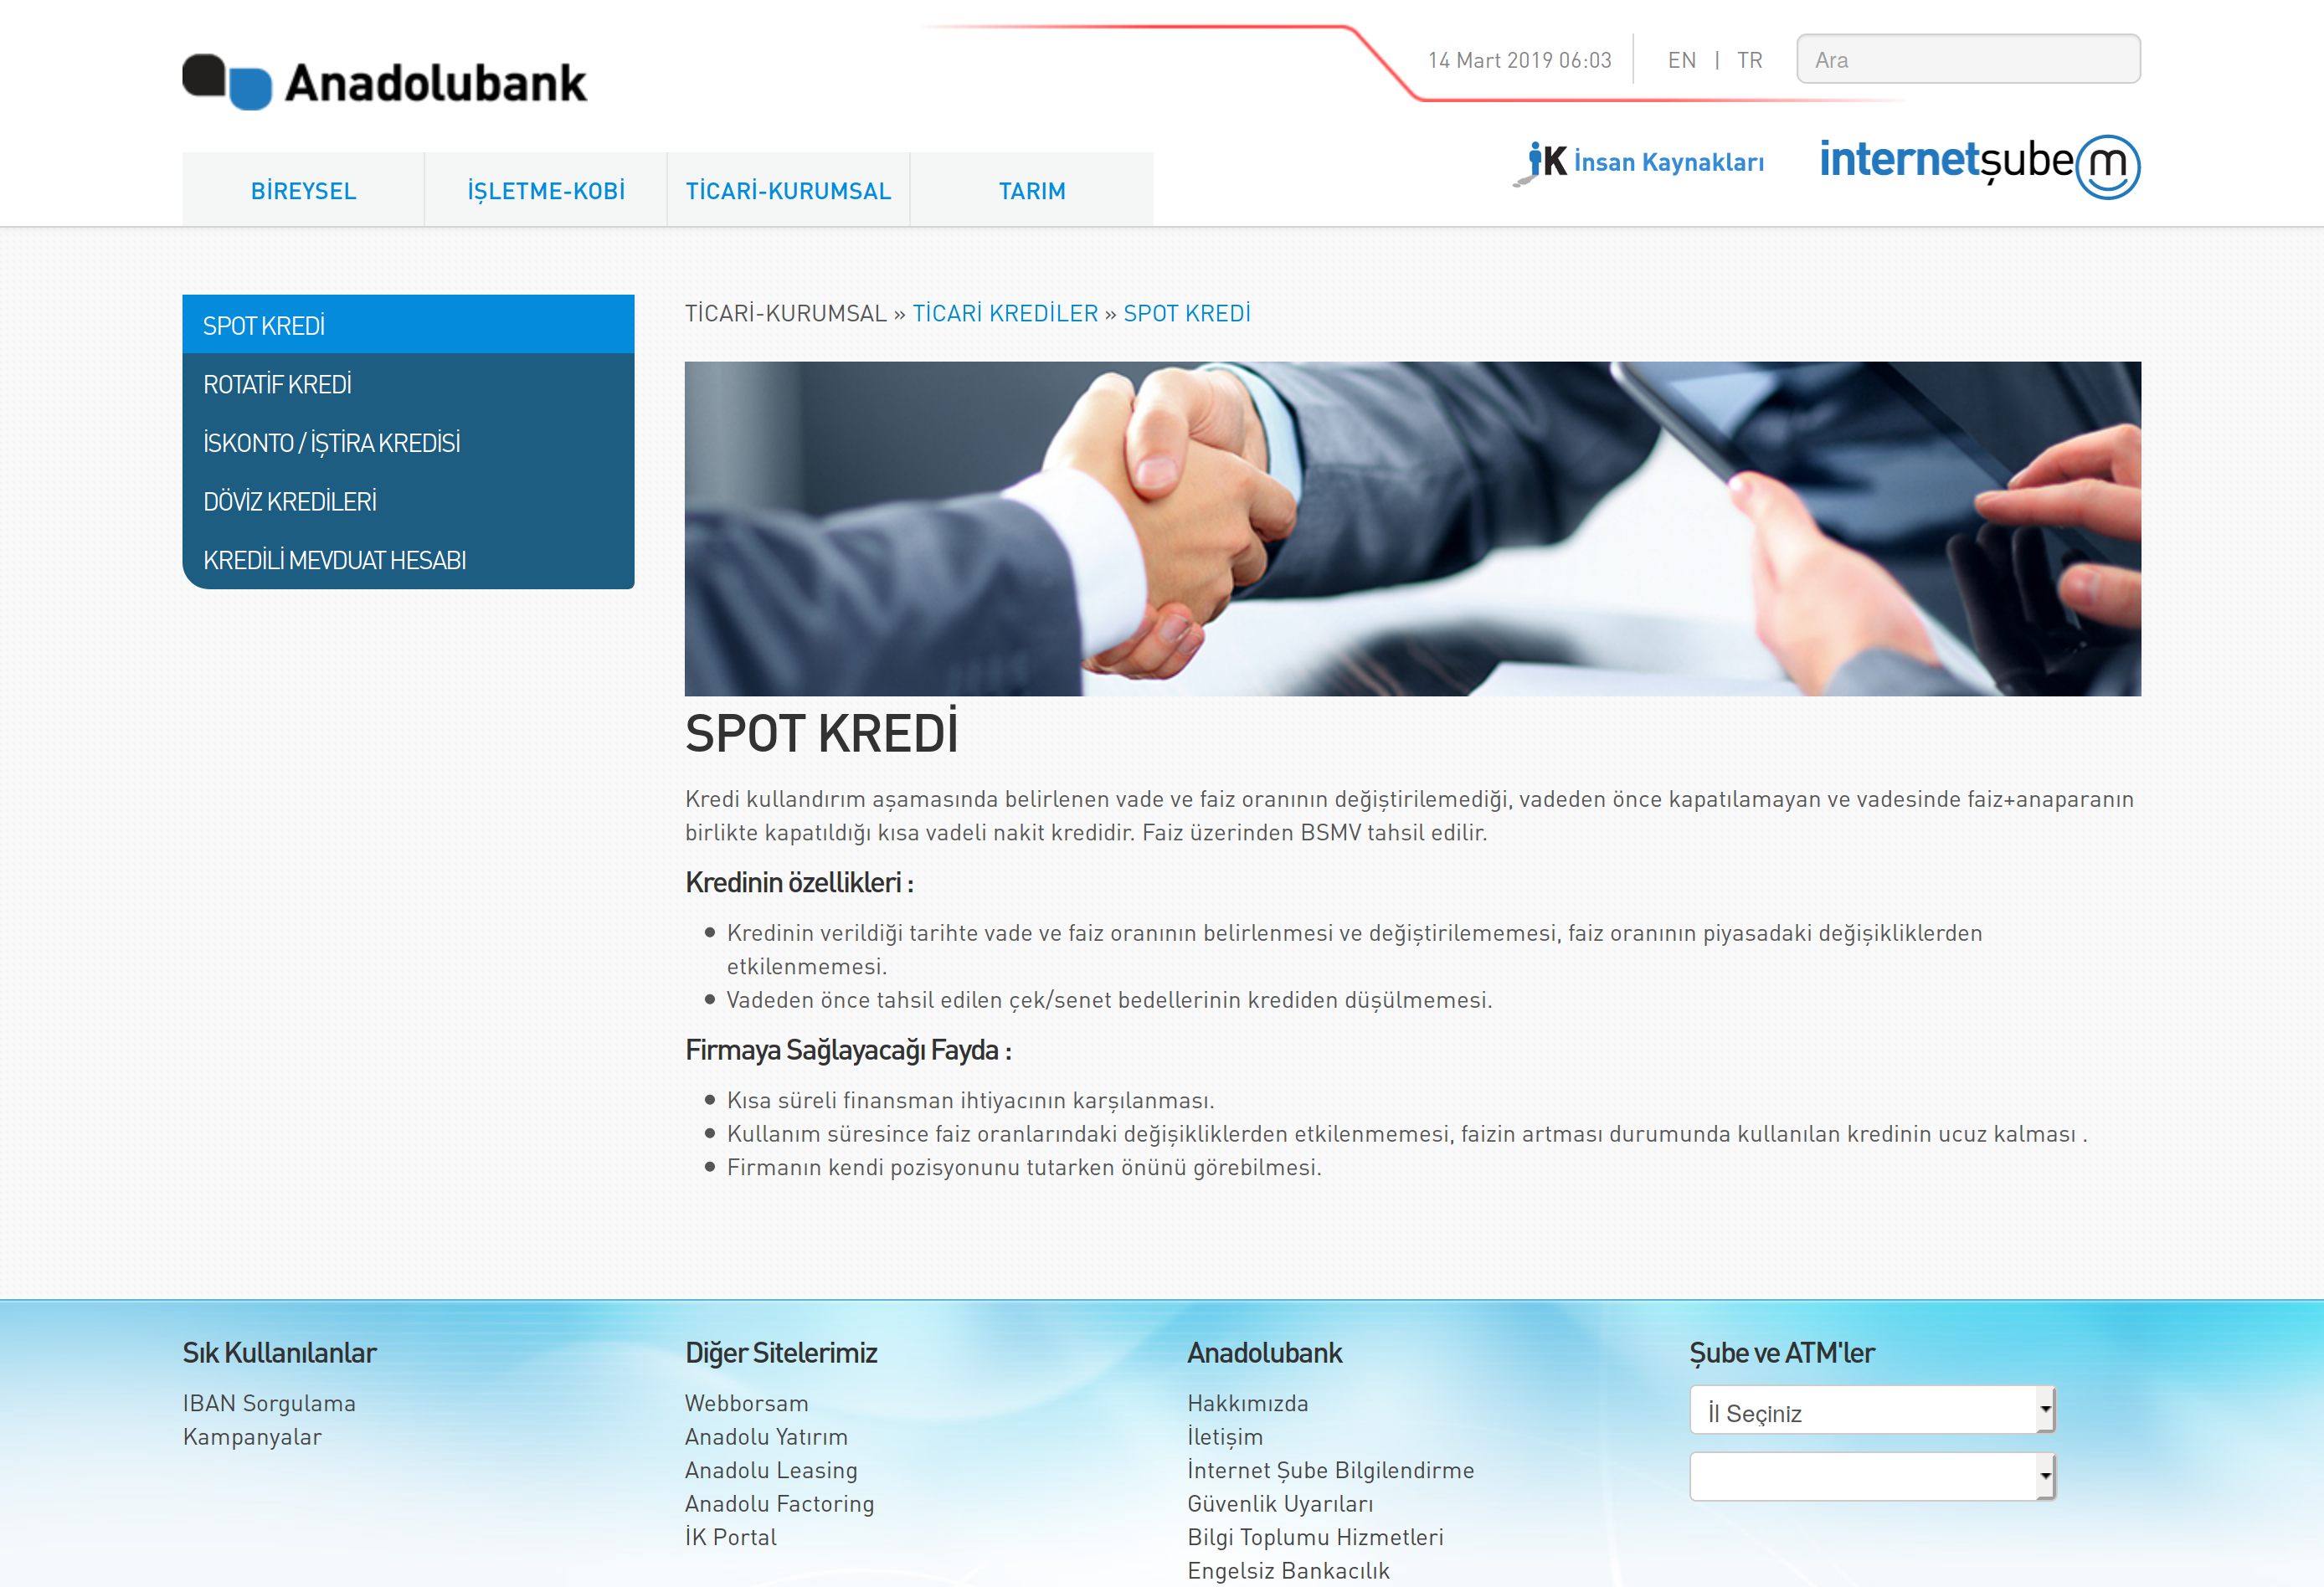 Anadolubank
14 Mart 2019 06:03
EN | TR
Ara
BİREYSEL
İŞLETME-KOBİ
TİCARİ-KURUMSAL
TARIM
iK İnsan Kaynakları
internetşubem
SPOT KREDİ
ROTATİF KREDİ
İSKONTO / İŞTİRA KREDİSİ
DÖVİZ KREDİLERİ
KREDİLİ MEVDUAT HESABI
TİCARİ-KURUMSAL » TİCARİ KREDİLER » SPOT KREDİ
SPOT KREDİ
Kredi kullandırım aşamasında belirlenen vade ve faiz oranının değiştirilemediği, vadeden önce kapatılamayan ve vadesinde faiz+anaparanın
birlikte kapatıldığı kısa vadeli nakit kredidir. Faiz üzerinden BSMV tahsil edilir.
Kredinin özellikleri :
Kredinin verildiği tarihte vade ve faiz oranının belirlenmesi ve değiştirilememesi, faiz oranının piyasadaki değişikliklerden
etkilenmemesi.
Vadeden önce tahsil edilen çek/senet bedellerinin krediden düşülmemesi.
Firmaya Sağlayacağı Fayda :
Kısa süreli finansman ihtiyacının karşılanması.
Kullanım süresince faiz oranlarındaki değişikliklerden etkilenmemesi, faizin artması durumunda kullanılan kredinin ucuz kalması .
Firmanın kendi pozisyonunu tutarken önünü görebilmesi.
Sık Kullanılanlar
IBAN Sorgulama
Kampanyalar
Diğer Sitelerimiz
Webborsam
Anadolu Yatırım
Anadolu Leasing
Anadolu Factoring
İK Portal
Anadolubank
Hakkımızda
İletişim
İnternet Şube Bilgilendirme
Güvenlik Uyarıları
Bilgi Toplumu Hizmetleri
Engelsiz Bankacılık
Şube ve ATM'ler
İl Seçiniz